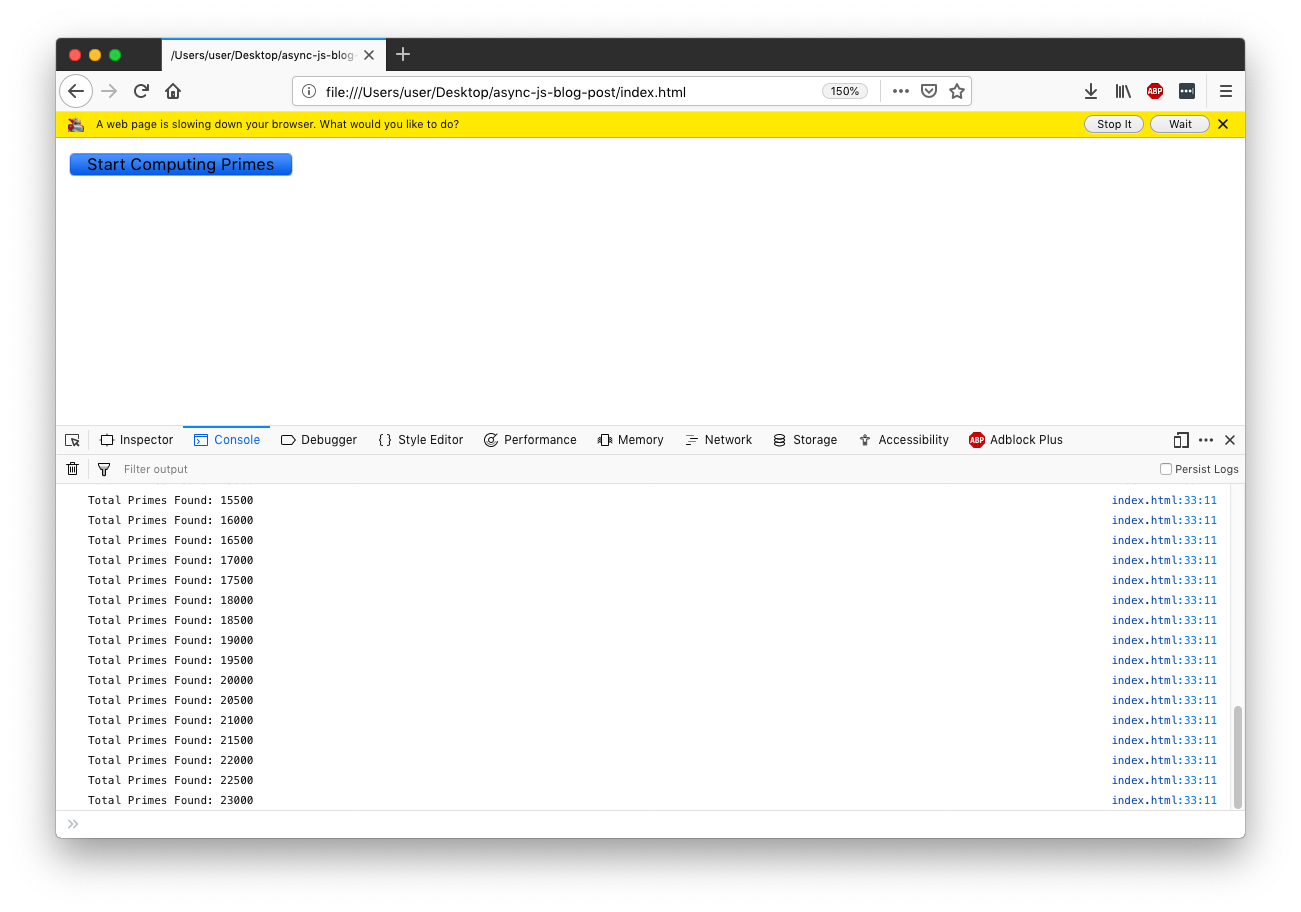 /Users/user/Desktop/async-js-blog-
file:///Users/user/Desktop/async-js-blog-post/index.html 150% ABP
A web page is slowing down your browser. What would you like to do? Stop It Wait
Start Computing Primes
Inspector Console Debugger { } Style Editor Performance Memory Network Storage Accessibility ABP Adblock Plus
Filter output Persist Logs
Total Primes Found: 15500 index.html:33:11
Total Primes Found: 16000 index.html:33:11
Total Primes Found: 16500 index.html:33:11
Total Primes Found: 17000 index.html:33:11
Total Primes Found: 17500 index.html:33:11
Total Primes Found: 18000 index.html:33:11
Total Primes Found: 18500 index.html:33:11
Total Primes Found: 19000 index.html:33:11
Total Primes Found: 19500 index.html:33:11
Total Primes Found: 20000 index.html:33:11
Total Primes Found: 20500 index.html:33:11
Total Primes Found: 21000 index.html:33:11
Total Primes Found: 21500 index.html:33:11
Total Primes Found: 22000 index.html:33:11
Total Primes Found: 22500 index.html:33:11
Total Primes Found: 23000 index.html:33:11